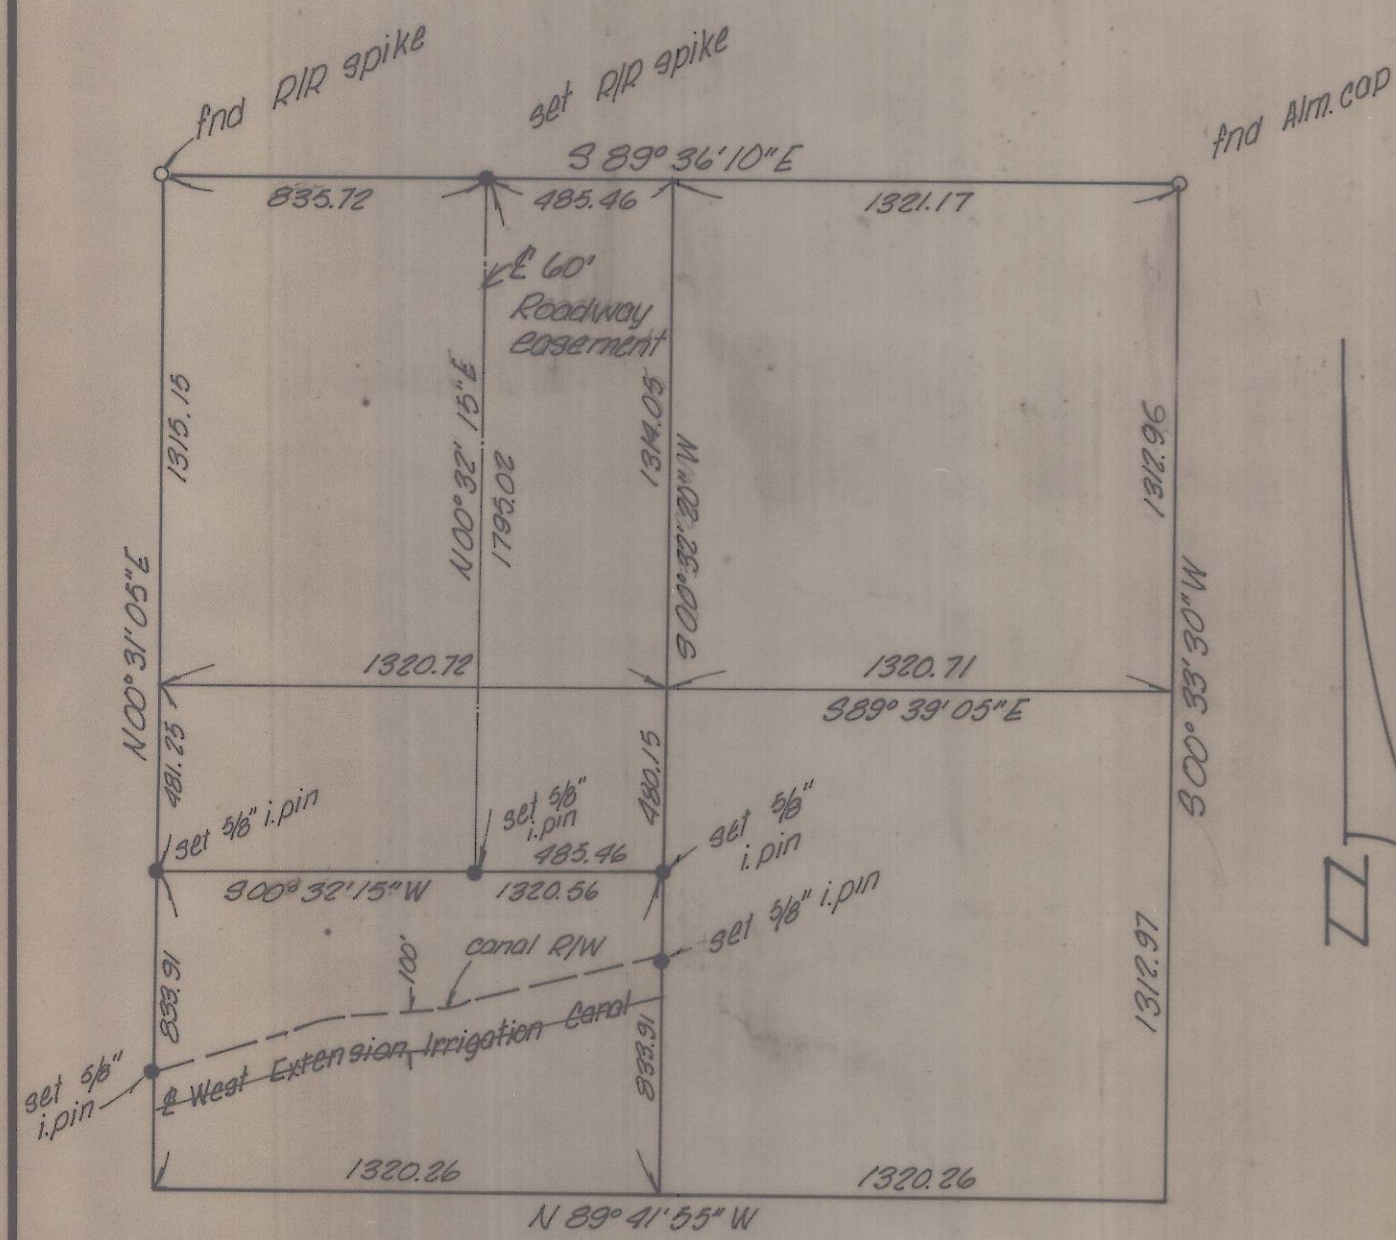 fnd R/R spike
set R/R spike
fnd Alm. cap
S 89° 36' 10" E
835.72
485.46
1321.17
℄ 60'
Roadway
easement
1315.15
N00° 32' 15" E
1795.02
1314.05
S 00° 32' 20" W
1312.96
N00° 31' 05" E
1320.72
1320.71
S89° 39' 05" E
S 00° 33' 30" W
481.25
480.15
set 5/8" i.pin
set 5/8"
i.pin
set 5/8"
i.pin
485.46
S00° 32' 15" W
1320.56
set 5/8" i.pin
canal R/W
100'
833.91
℄ West Extension Irrigation Canal
833.91
1312.97
set 5/8"
i.pin
1320.26
1320.26
N 89° 41' 55" W
N